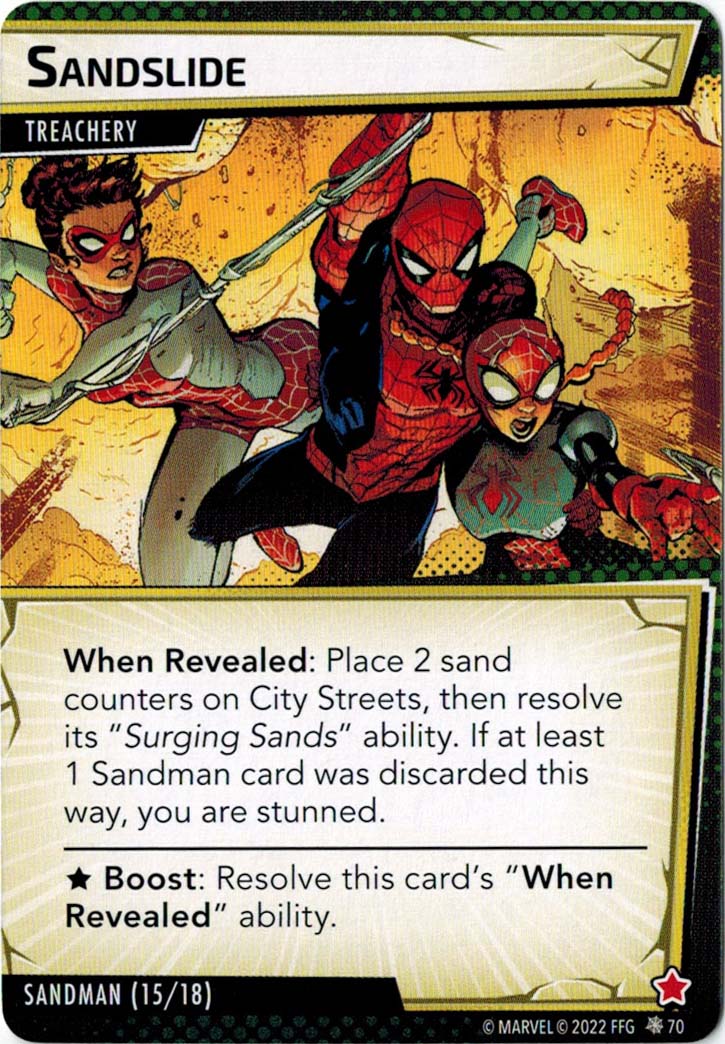 SANDSLIDE
TREACHERY
When Revealed: Place 2 sand
counters on City Streets, then resolve
its "Surging Sands" ability. If at least
1 Sandman card was discarded this
way, you are stunned.
★ Boost: Resolve this card's "When
Revealed" ability.
SANDMAN (15/18)
© MARVEL © 2022 FFG 70